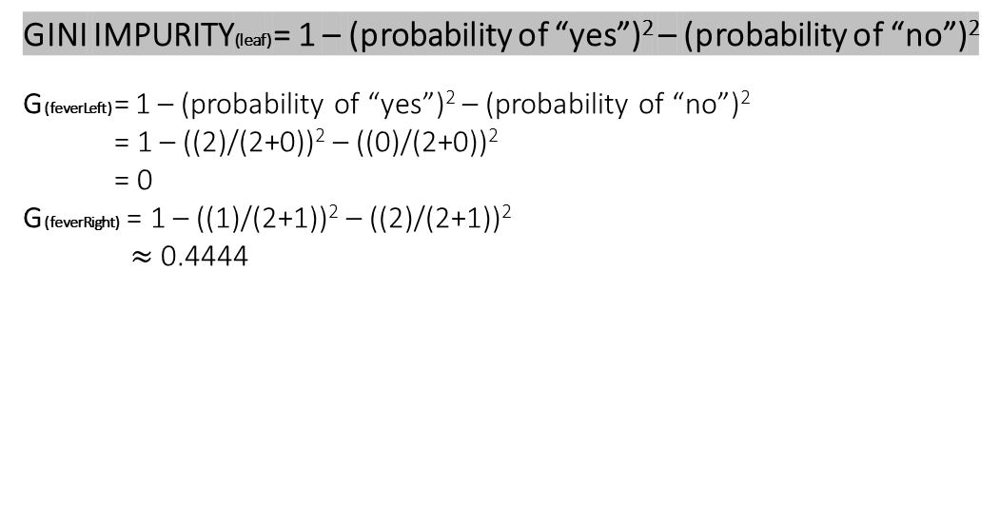 GINI IMPURITY(leaf)= 1 – (probability of “yes”)² – (probability of “no”)²
G(feverLeft)= 1 – (probability of “yes”)² – (probability of “no”)²
= 1 – ((2)/(2+0))² – ((0)/(2+0))²
= 0
G(feverRight) = 1 – ((1)/(2+1))² – ((2)/(2+1))²
≈ 0.4444